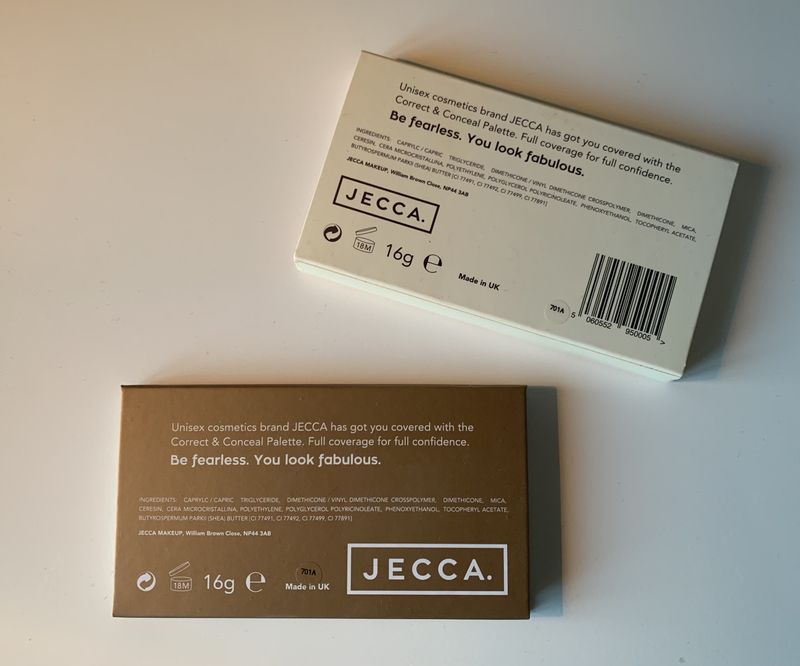 Unisex cosmetics brand JECCA has got you covered with the
Correct & Conceal Palette. Full coverage for full confidence.
Be fearless. You look fabulous.
INGREDIENTS: CAPRYLC / CAPRIC TRIGLYCERIDE, DIMETHICONE / VINYL DIMETHICONE CROSSPOLYMER, DIMETHICONE, MICA,
CERESIN, CERA MICROCRISTALLINA, POLYETHYLENE, POLYGLYCEROL POLYRICINOLEATE, PHENOXYETHANOL, TOCOPHERYL ACETATE,
BUTYROSPERMUM PARKII (SHEA) BUTTER [CI 77491, CI 77492, CI 77499, CI 77891]
JECCA MAKEUP, William Brown Close, NP44 3AB
JECCA.
18M 16g e Made in UK
701A
5 060552 950005 >
Unisex cosmetics brand JECCA has got you covered with the
Correct & Conceal Palette. Full coverage for full confidence.
Be fearless. You look fabulous.
INGREDIENTS: CAPRYLC / CAPRIC TRIGLYCERIDE, DIMETHICONE / VINYL DIMETHICONE CROSSPOLYMER, DIMETHICONE, MICA,
CERESIN, CERA MICROCRISTALLINA, POLYETHYLENE, POLYGLYCEROL POLYRICINOLEATE, PHENOXYETHANOL, TOCOPHERYL ACETATE,
BUTYROSPERMUM PARKII (SHEA) BUTTER [CI 77491, CI 77492, CI 77499, CI 77891]
JECCA MAKEUP, William Brown Close, NP44 3AB
701A
18M 16g e Made in UK
JECCA.